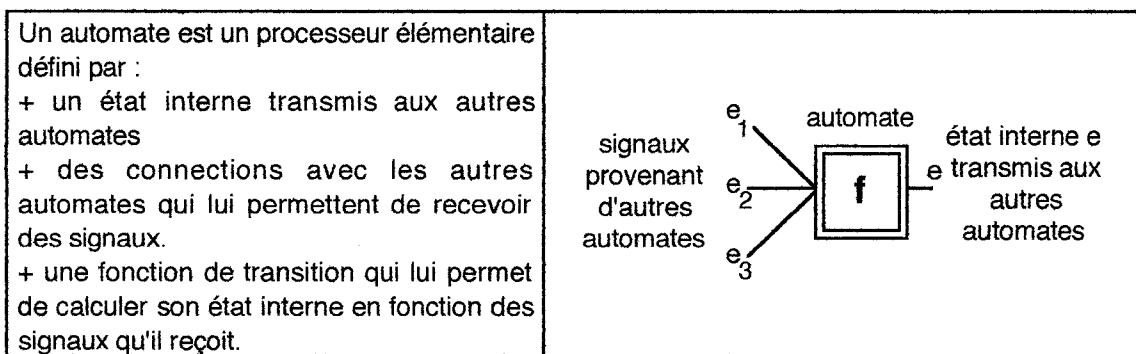 Un automate est un processeur élémentaire
défini par :
+ un état interne transmis aux autres
automates
+ des connections avec les autres
automates qui lui permettent de recevoir
des signaux.
+ une fonction de transition qui lui permet
de calculer son état interne en fonction des
signaux qu'il reçoit.
signaux
provenant
d'autres
automates
e1
e2
e3
automate
f
e
état interne e
transmis aux
autres
automates